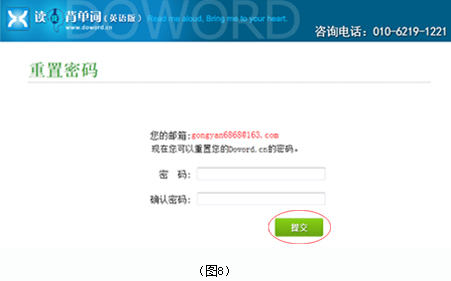 DOWORD
读 背单词(英语版) Read me aloud, Bring me to your heart.
www.doword.cn
咨询电话: 010-6219-1221
重置密码
您的邮箱:gongyan6868@163.com
现在您可以重置您的Doword.cn的密码。
密 码:
确认密码:
提交
(图8)